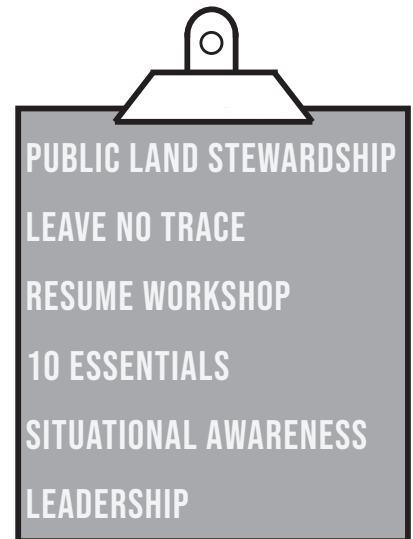 PUBLIC LAND STEWARDSHIP
LEAVE NO TRACE
RESUME WORKSHOP
10 ESSENTIALS
SITUATIONAL AWARENESS
LEADERSHIP